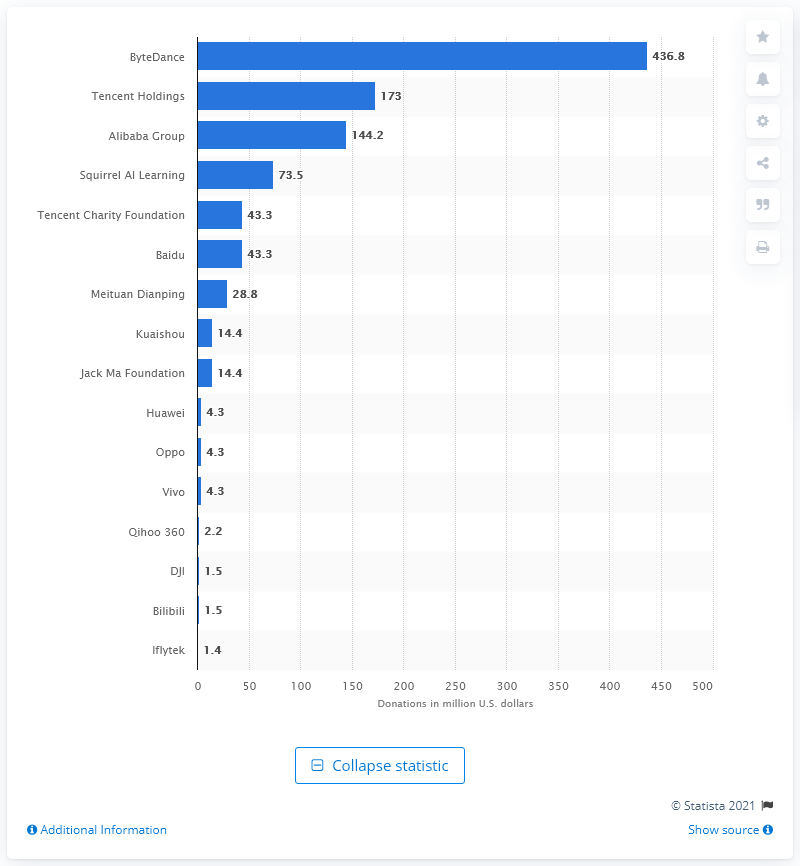 ByteDance 436.8
Tencent Holdings 173
Alibaba Group 144.2
Squirrel AI Learning 73.5
Tencent Charity Foundation 43.3
Baidu 43.3
Meituan Dianping 28.8
Kuaishou 14.4
Jack Ma Foundation 14.4
Huawei 4.3
Oppo 4.3
Vivo 4.3
Qihoo 360 2.2
DJI 1.5
Bilibili 1.5
Iflytek 1.4
0 50 100 150 200 250 300 350 400 450 500
Donations in million U.S. dollars
Collapse statistic
© Statista 2021
Additional Information Show source